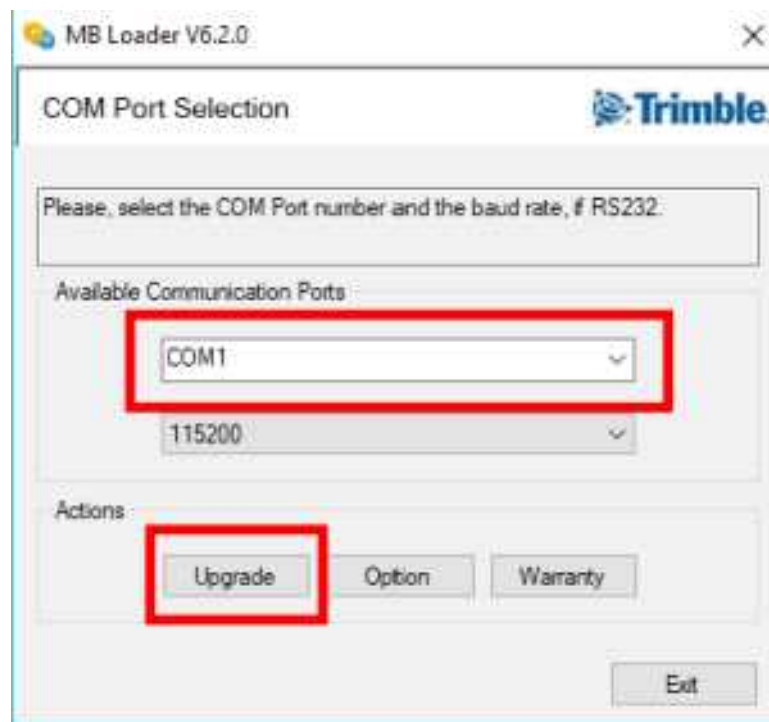 MB Loader V6.2.0
COM Port Selection
Trimble
Please, select the COM Port number and the baud rate, if RS232.
Available Communication Ports
COM1
115200
Actions
Upgrade Option Warranty
Exit